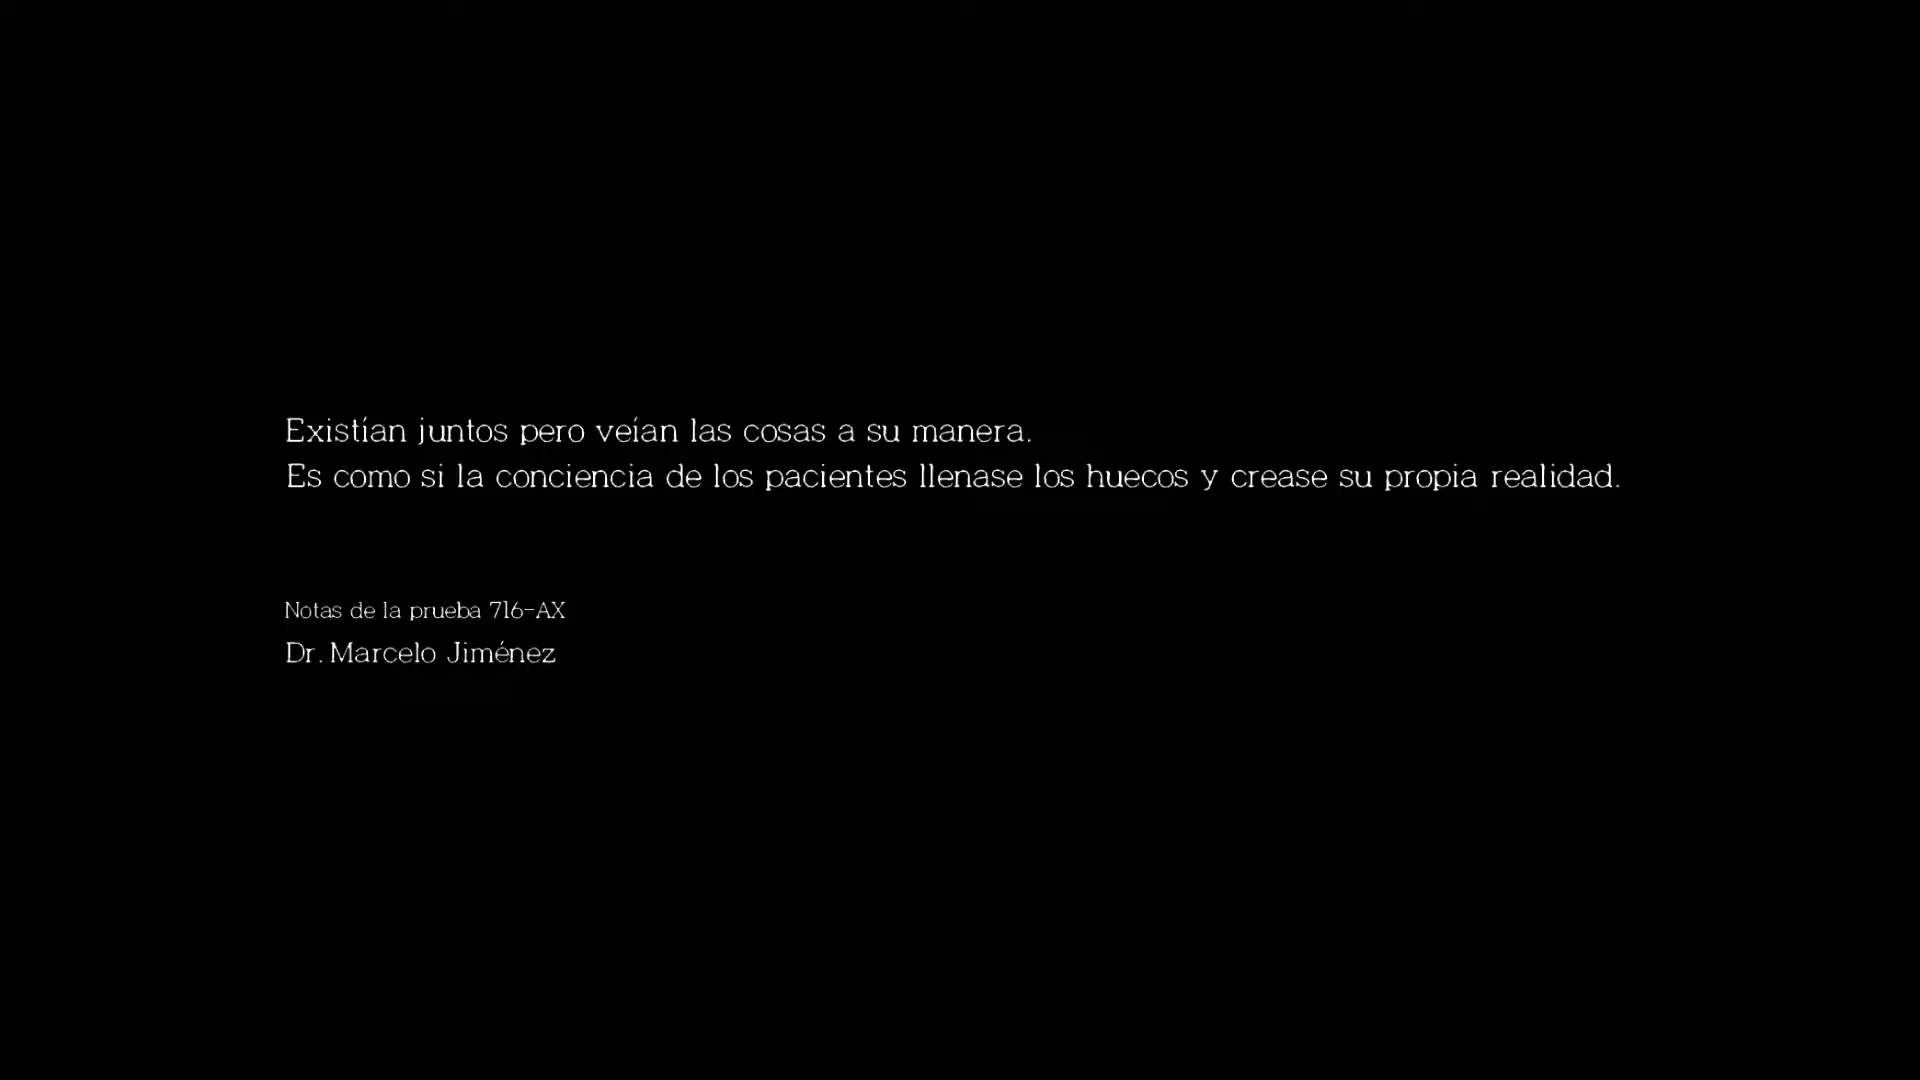 Existían juntos pero veían las cosas a su manera.
Es como si la conciencia de los pacientes llenase los huecos y crease su propia realidad.
Notas de la prueba 716-AX
Dr. Marcelo Jiménez